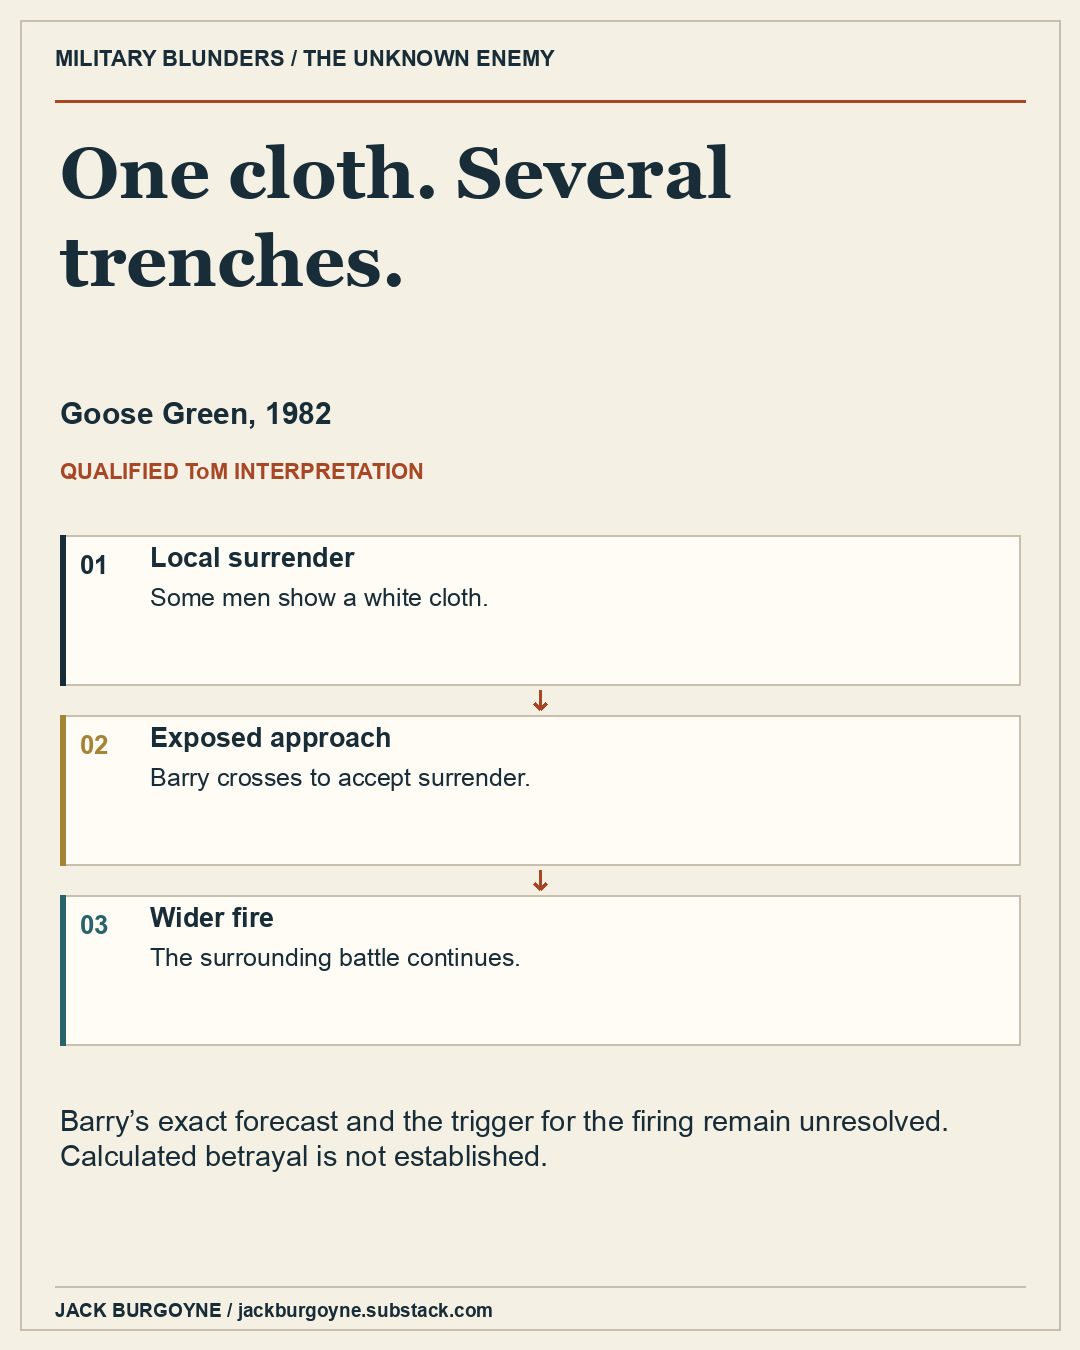 MILITARY BLUNDERS / THE UNKNOWN ENEMY
One cloth. Several
trenches.
Goose Green, 1982
QUALIFIED ToM INTERPRETATION
01
Local surrender
Some men show a white cloth.
↓
02
Exposed approach
Barry crosses to accept surrender.
↓
03
Wider fire
The surrounding battle continues.
Barry’s exact forecast and the trigger for the firing remain unresolved.
Calculated betrayal is not established.
JACK BURGOYNE / jackburgoyne.substack.com